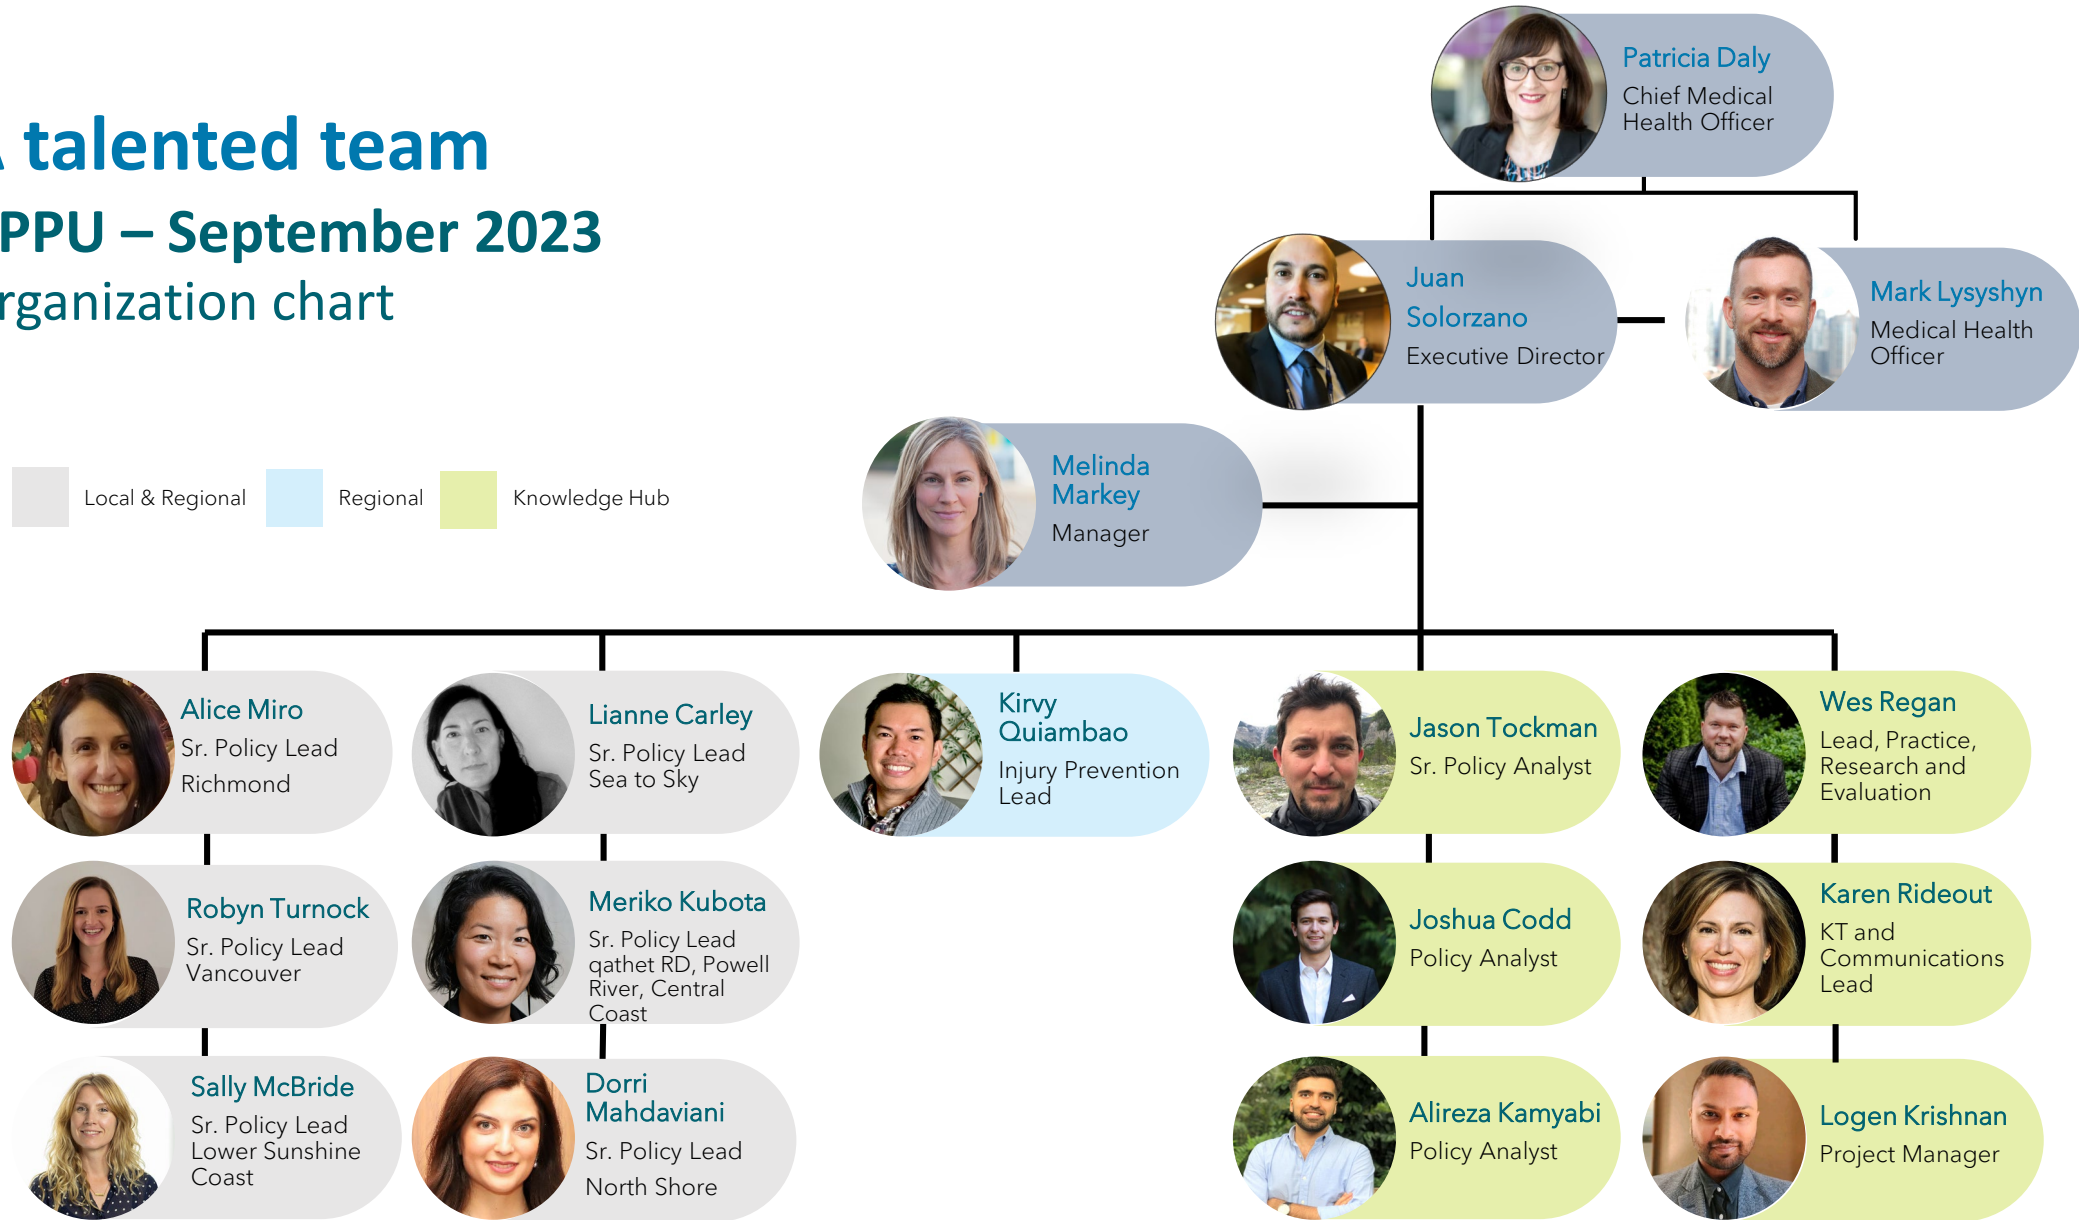 talented team
PPU – September 2023
rganization chart
Local & Regional
Regional
Knowledge Hub
Patricia Daly
Chief Medical
Health Officer
Juan
Solorzano
Executive Director
Mark Lysyshyn
Medical Health
Officer
Melinda
Markey
Manager
Alice Miro
Sr. Policy Lead
Richmond
Lianne Carley
Sr. Policy Lead
Sea to Sky
Kirvy
Quiambao
Injury Prevention
Lead
Jason Tockman
Sr. Policy Analyst
Wes Regan
Lead, Practice,
Research and
Evaluation
Robyn Turnock
Sr. Policy Lead
Vancouver
Meriko Kubota
Sr. Policy Lead
qathet RD, Powell
River, Central
Coast
Joshua Codd
Policy Analyst
Karen Rideout
KT and
Communications
Lead
Sally McBride
Sr. Policy Lead
Lower Sunshine
Coast
Dorri
Mahdaviani
Sr. Policy Lead
North Shore
Alireza Kamyabi
Policy Analyst
Logen Krishnan
Project Manager